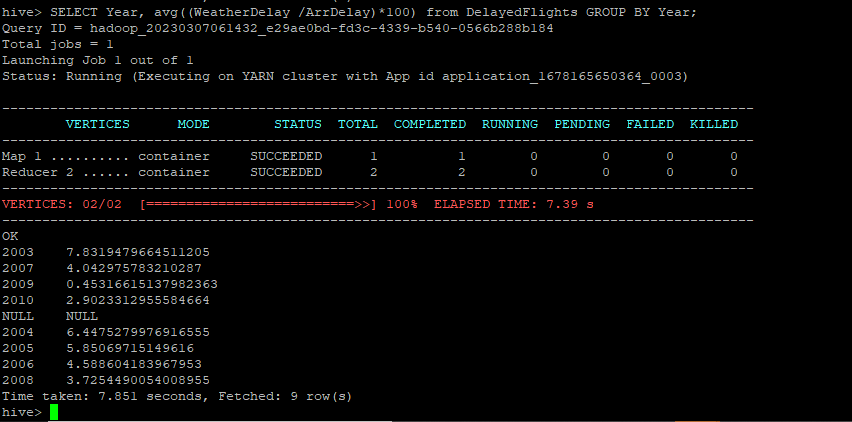 hive> SELECT Year, avg((WeatherDelay /ArrDelay)*100) from DelayedFlights GROUP BY Year;
Query ID = hadoop_20230307061432_e29ae0bd-fd3c-4339-b540-0566b288b184
Total jobs = 1
Launching Job 1 out of 1
Status: Running (Executing on YARN cluster with App id application_1678165650364_0003)
----------------------------------------------------------------------------------------------
        VERTICES      MODE        STATUS  TOTAL  COMPLETED  RUNNING  PENDING  FAILED  KILLED
----------------------------------------------------------------------------------------------
Map 1 .......... container     SUCCEEDED      1          1        0        0       0       0
Reducer 2 ...... container     SUCCEEDED      2          2        0        0       0       0
----------------------------------------------------------------------------------------------
VERTICES: 02/02  [==========================>>] 100%  ELAPSED TIME: 7.39 s
----------------------------------------------------------------------------------------------
OK
2003    7.8319479664511205
2007    4.042975783210287
2009    0.45316615137982363
2010    2.9023312955584664
NULL    NULL
2004    6.4475279976916555
2005    5.85069715149616
2006    4.588604183967953
2008    3.7254490054008955
Time taken: 7.851 seconds, Fetched: 9 row(s)
hive>